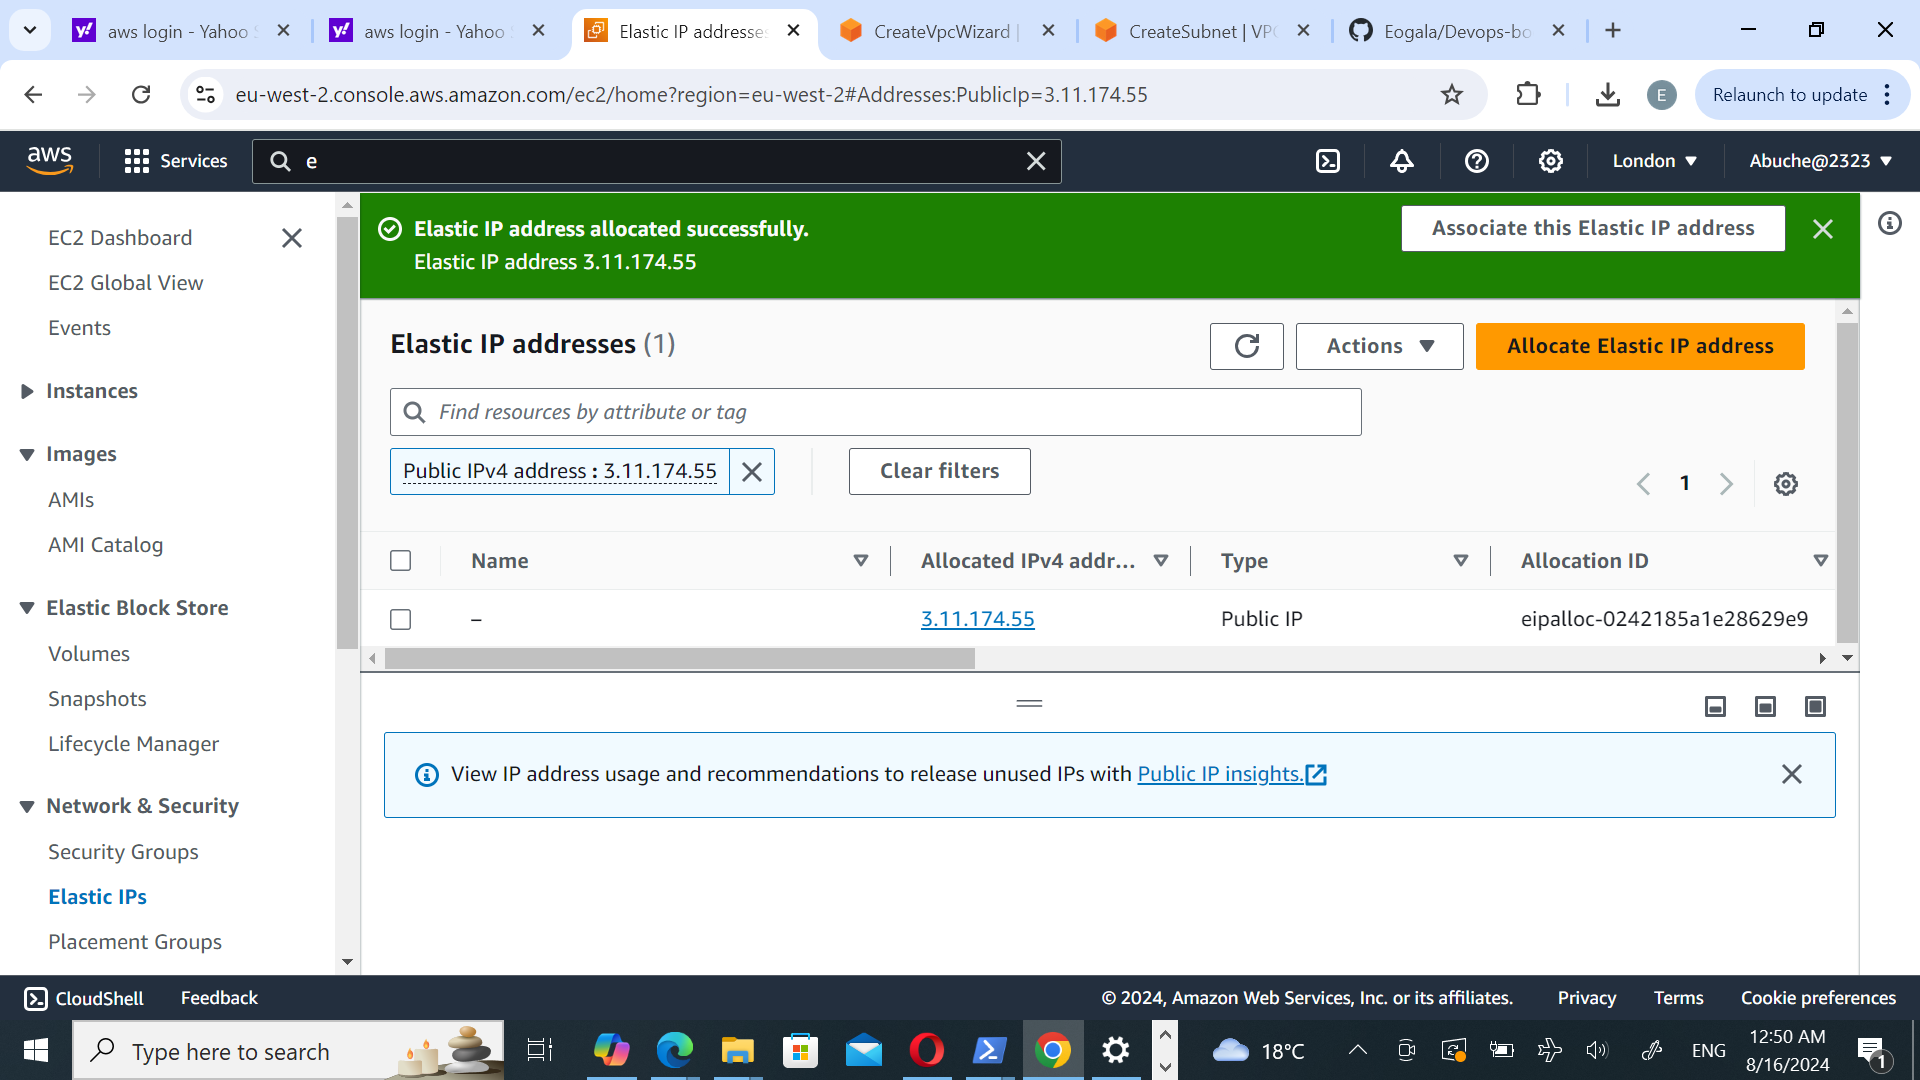 aws login - Yahoo S
aws login - Yahoo S
Elastic IP addresses
CreateVpcWizard |
CreateSubnet | VPC
Eogala/Devops-bo
eu-west-2.console.aws.amazon.com/ec2/home?region=eu-west-2#Addresses:PublicIp=3.11.174.55
E
Relaunch to update
aws
Services
e
London
Abuche@2323
EC2 Dashboard
EC2 Global View
Events
Instances
Images
AMIs
AMI Catalog
Elastic Block Store
Volumes
Snapshots
Lifecycle Manager
Network & Security
Security Groups
Elastic IPs
Placement Groups
Elastic IP address allocated successfully.
Elastic IP address 3.11.174.55
Associate this Elastic IP address
Elastic IP addresses (1)
Actions
Allocate Elastic IP address
Find resources by attribute or tag
Public IPv4 address : 3.11.174.55
Clear filters
1
Name
Allocated IPv4 addr...
Type
Allocation ID
–
3.11.174.55
Public IP
eipalloc-0242185a1e28629e9
View IP address usage and recommendations to release unused IPs with Public IP insights.
CloudShell
Feedback
© 2024, Amazon Web Services, Inc. or its affiliates.
Privacy
Terms
Cookie preferences
Type here to search
18°C
ENG
12:50 AM
8/16/2024
1